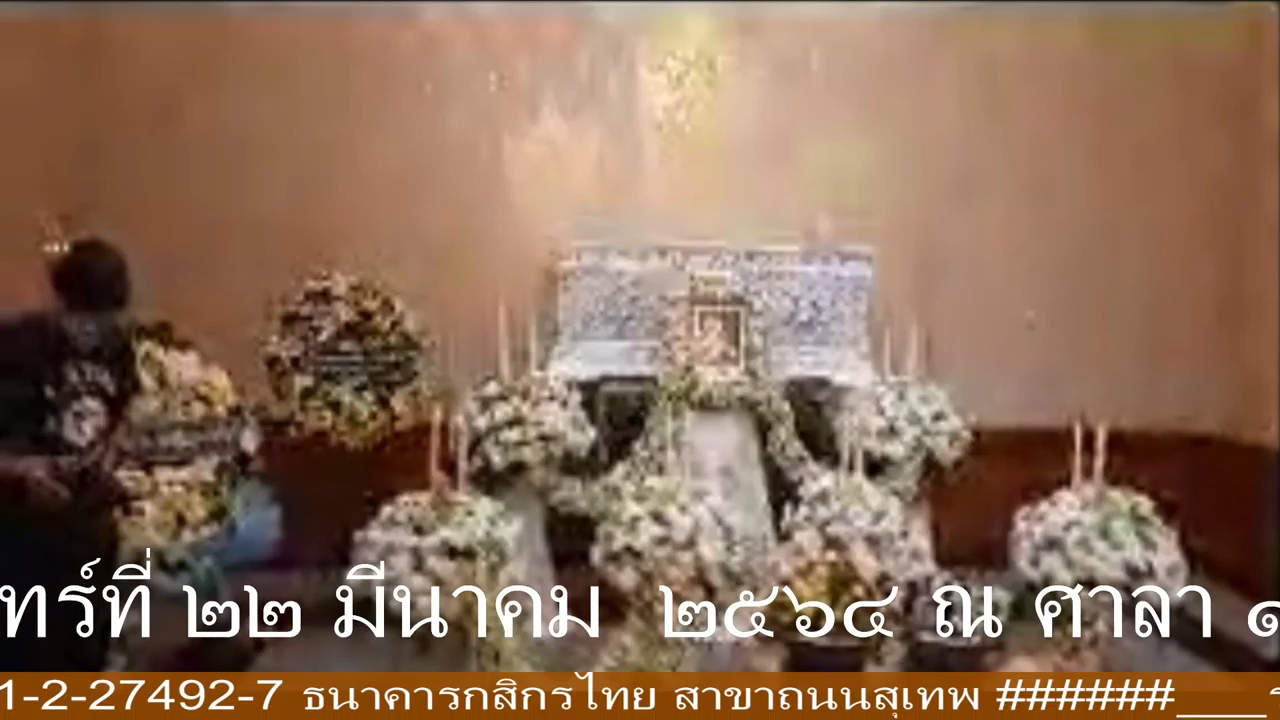 ทร์ที่ ๒๒ มีนาคม ๒๕๖๔ ณ ศาลา ๑
1-2-27492-7 ธนาคารกสิกรไทย สาขาถนนสุเทพ ######____